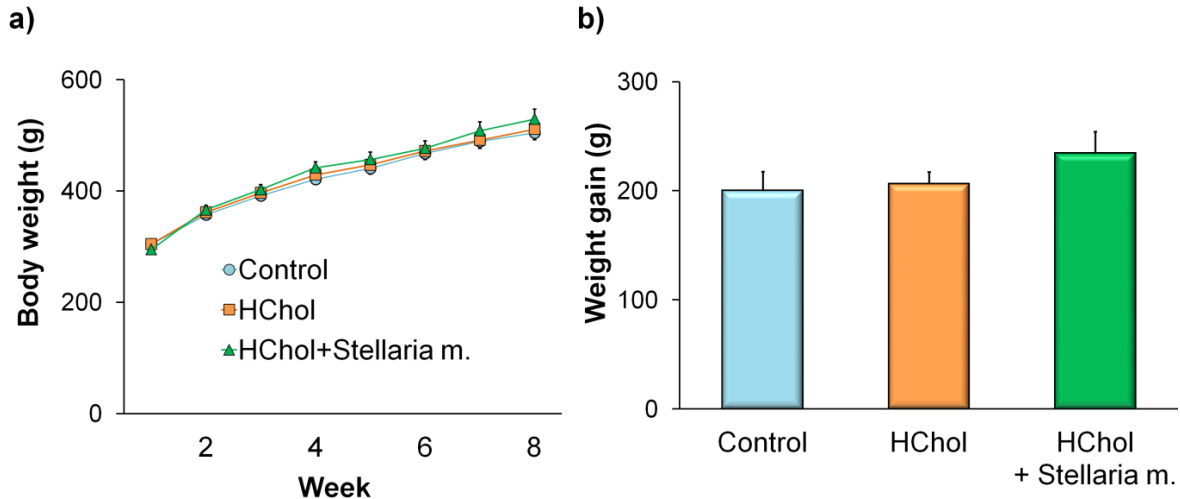 a)
Body weight (g)
600
400
200
0
Control
HChol
HChol+Stellaria m.
2 4 6 8
Week
b)
Weight gain (g)
300
200
100
0
Control HChol HChol
+ Stellaria m.